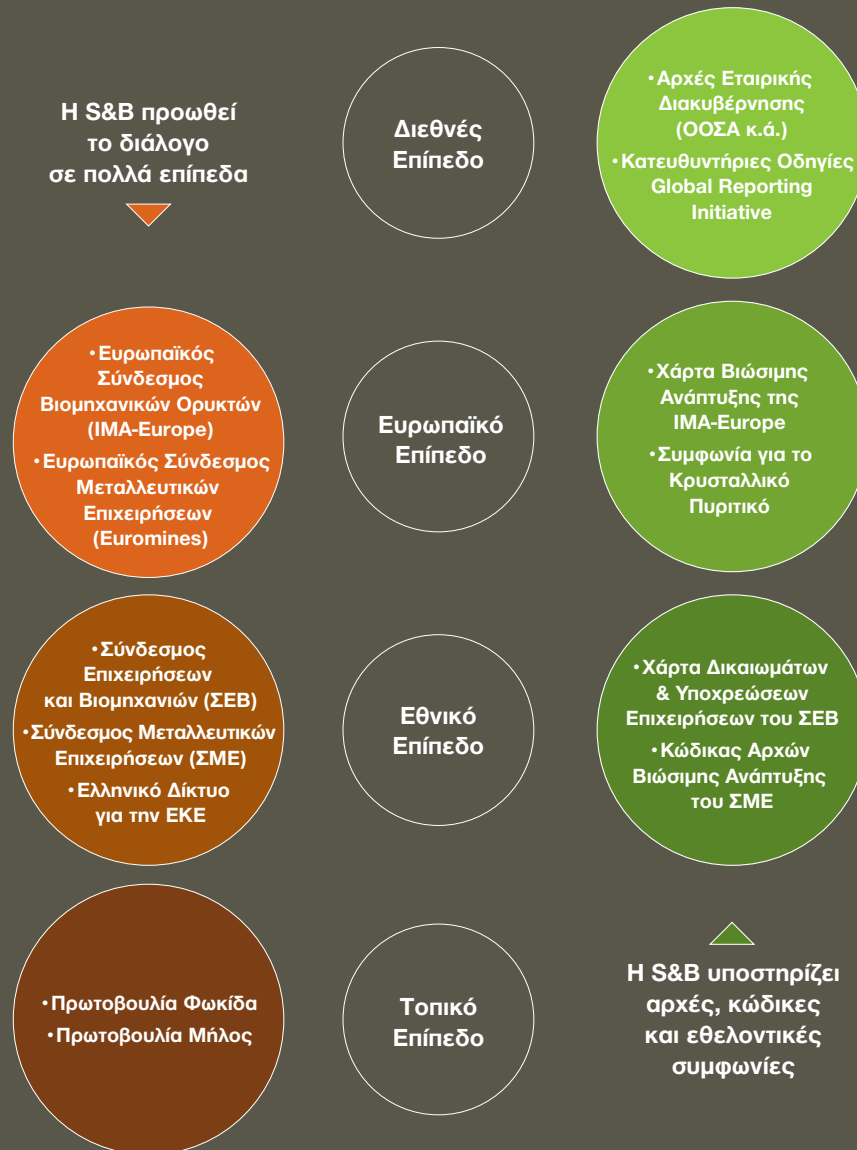 Η S&B προωθεί
το διάλογο
σε πολλά επίπεδα
Διεθνές
Επίπεδο
• Αρχές Εταιρικής
Διακυβέρνησης
(ΟΟΣΑ κ.ά.)
• Κατευθυντήριες Οδηγίες
Global Reporting
Initiative
• Ευρωπαϊκός
Σύνδεσμος
Βιομηχανικών Ορυκτών
(IMA-Europe)
• Ευρωπαϊκός Σύνδεσμος
Μεταλλευτικών
Επιχειρήσεων
(Euromines)
Ευρωπαϊκό
Επίπεδο
• Χάρτα Βιώσιμης
Ανάπτυξης της
IMA-Europe
• Συμφωνία για το
Κρυσταλλικό
Πυριτικό
• Σύνδεσμος
Επιχειρήσεων
και Βιομηχανιών (ΣΕΒ)
• Σύνδεσμος Μεταλλευτικών
Επιχειρήσεων (ΣΜΕ)
• Ελληνικό Δίκτυο
για την ΕΚΕ
Εθνικό
Επίπεδο
• Χάρτα Δικαιωμάτων
& Υποχρεώσεων
Επιχειρήσεων του ΣΕΒ
• Κώδικας Αρχών
Βιώσιμης Ανάπτυξης
του ΣΜΕ
• Πρωτοβουλία Φωκίδα
• Πρωτοβουλία Μήλος
Τοπικό
Επίπεδο
Η S&B υποστηρίζει
αρχές, κώδικες
και εθελοντικές
συμφωνίες